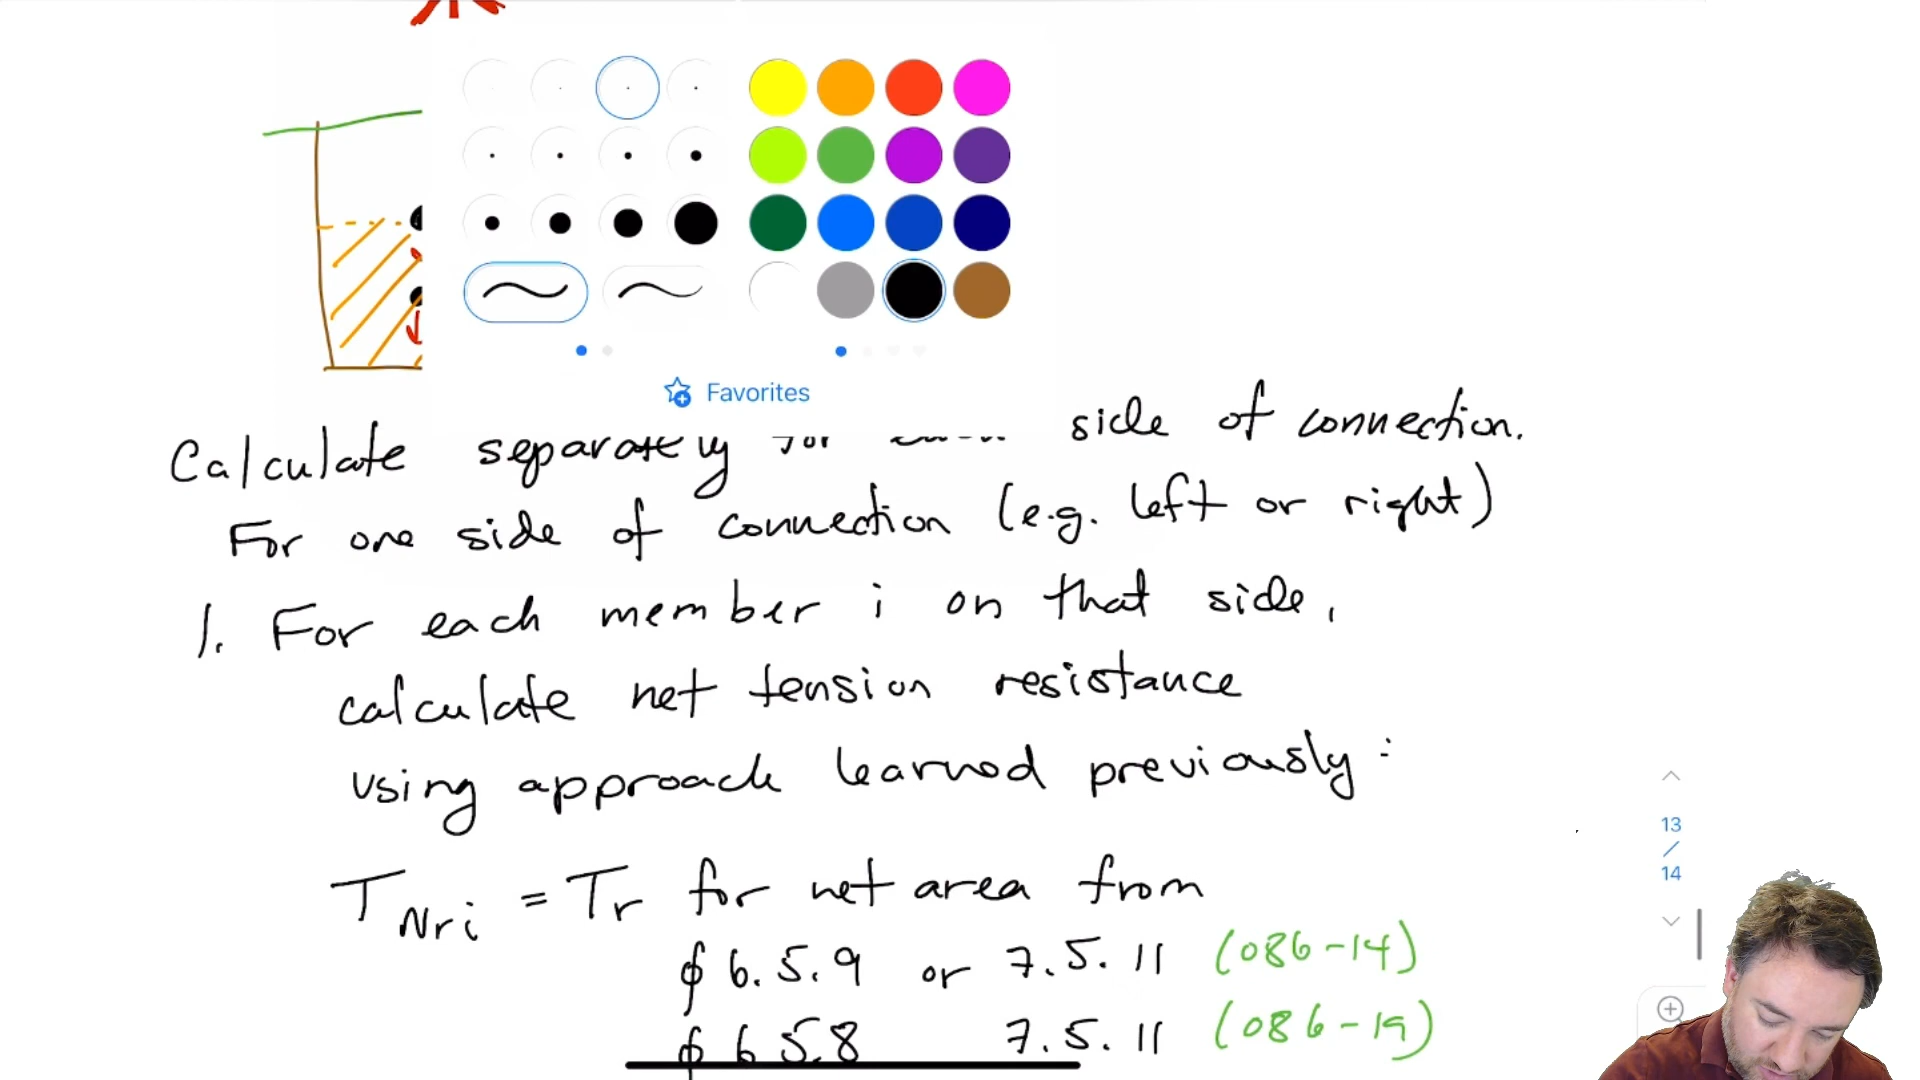 Favorites
Calculate separately for side of connection.
For one side of connection (e.g. left or right)
1. For each member i on that side,
calculate net tension resistance
using approach learned previously:
T_Nri = Tr for net area from
§ 6.5.9 or 7.5.11 (086-14)
§ 6 5.8 7.5.11 (086-19)
13
/
14